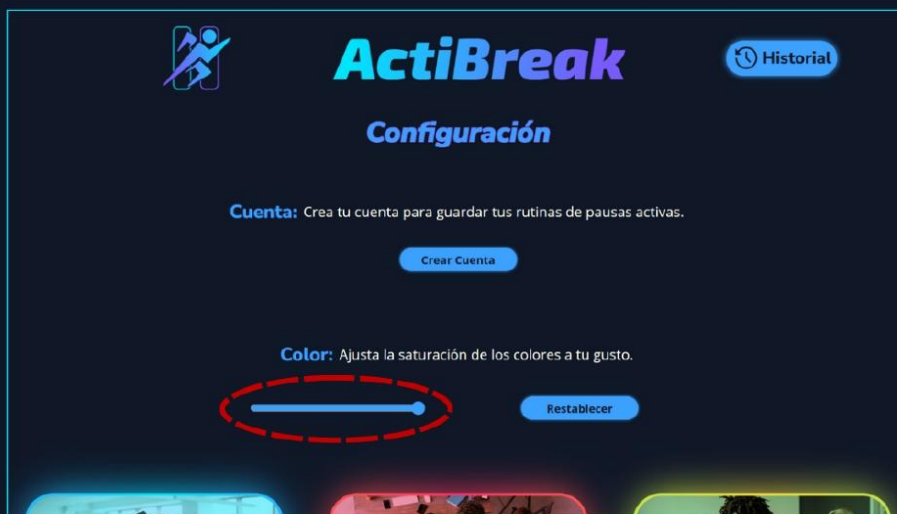 ActiBreak
Historial
Configuración
Cuenta: Crea tu cuenta para guardar tus rutinas de pausas activas.
Crear Cuenta
Color: Ajusta la saturación de los colores a tu gusto.
Restablecer